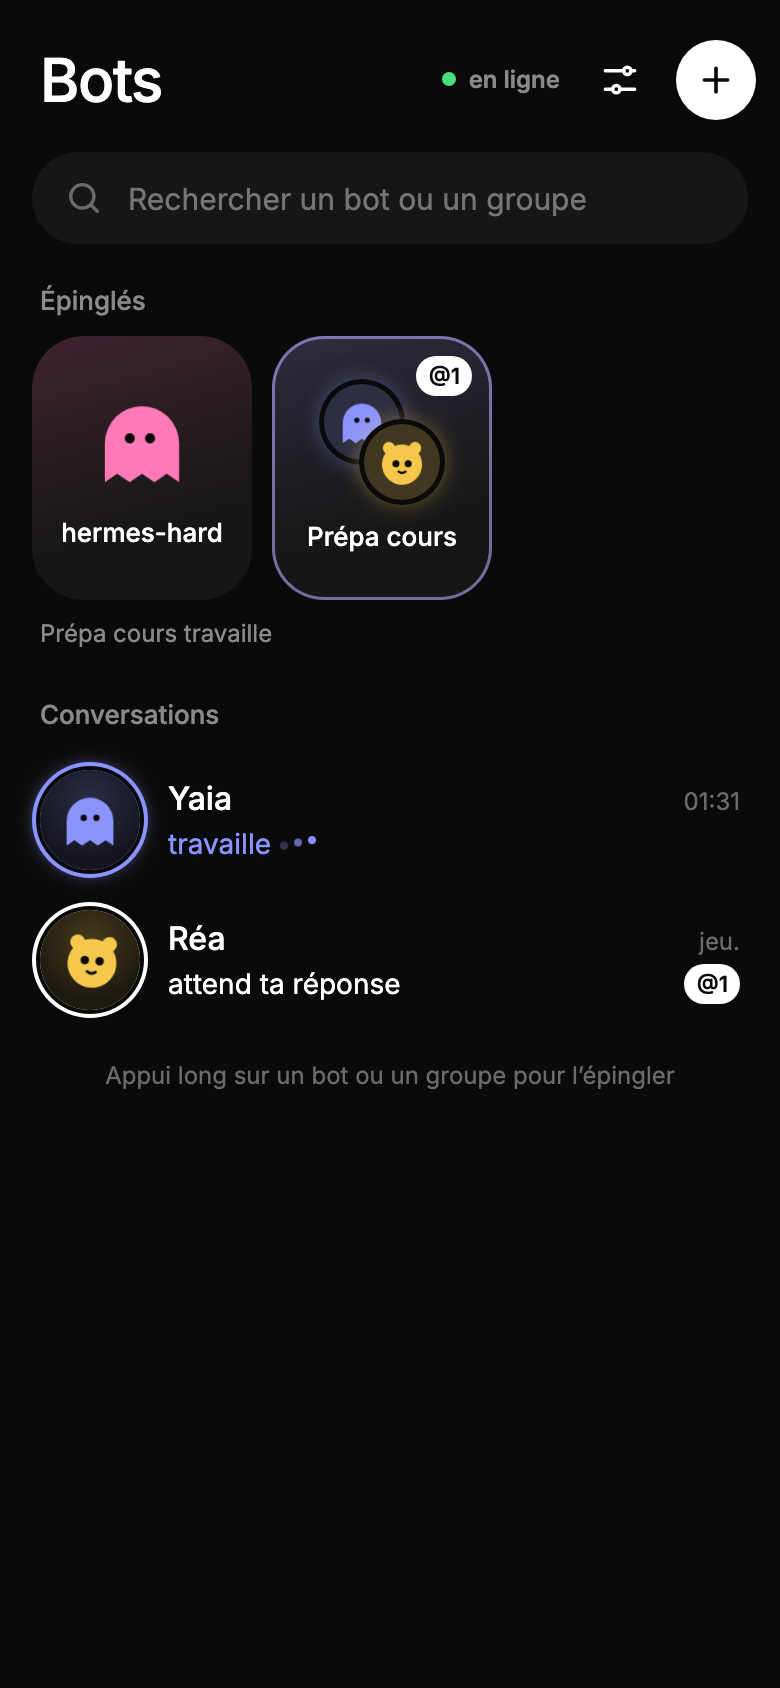 Bots
en ligne
Rechercher un bot ou un groupe
Épinglés
@1
hermes-hard
Prépa cours
Prépa cours travaille
Conversations
Yaia
01:31
travaille
Réa
jeu.
attend ta réponse
@1
Appui long sur un bot ou un groupe pour l’épingler